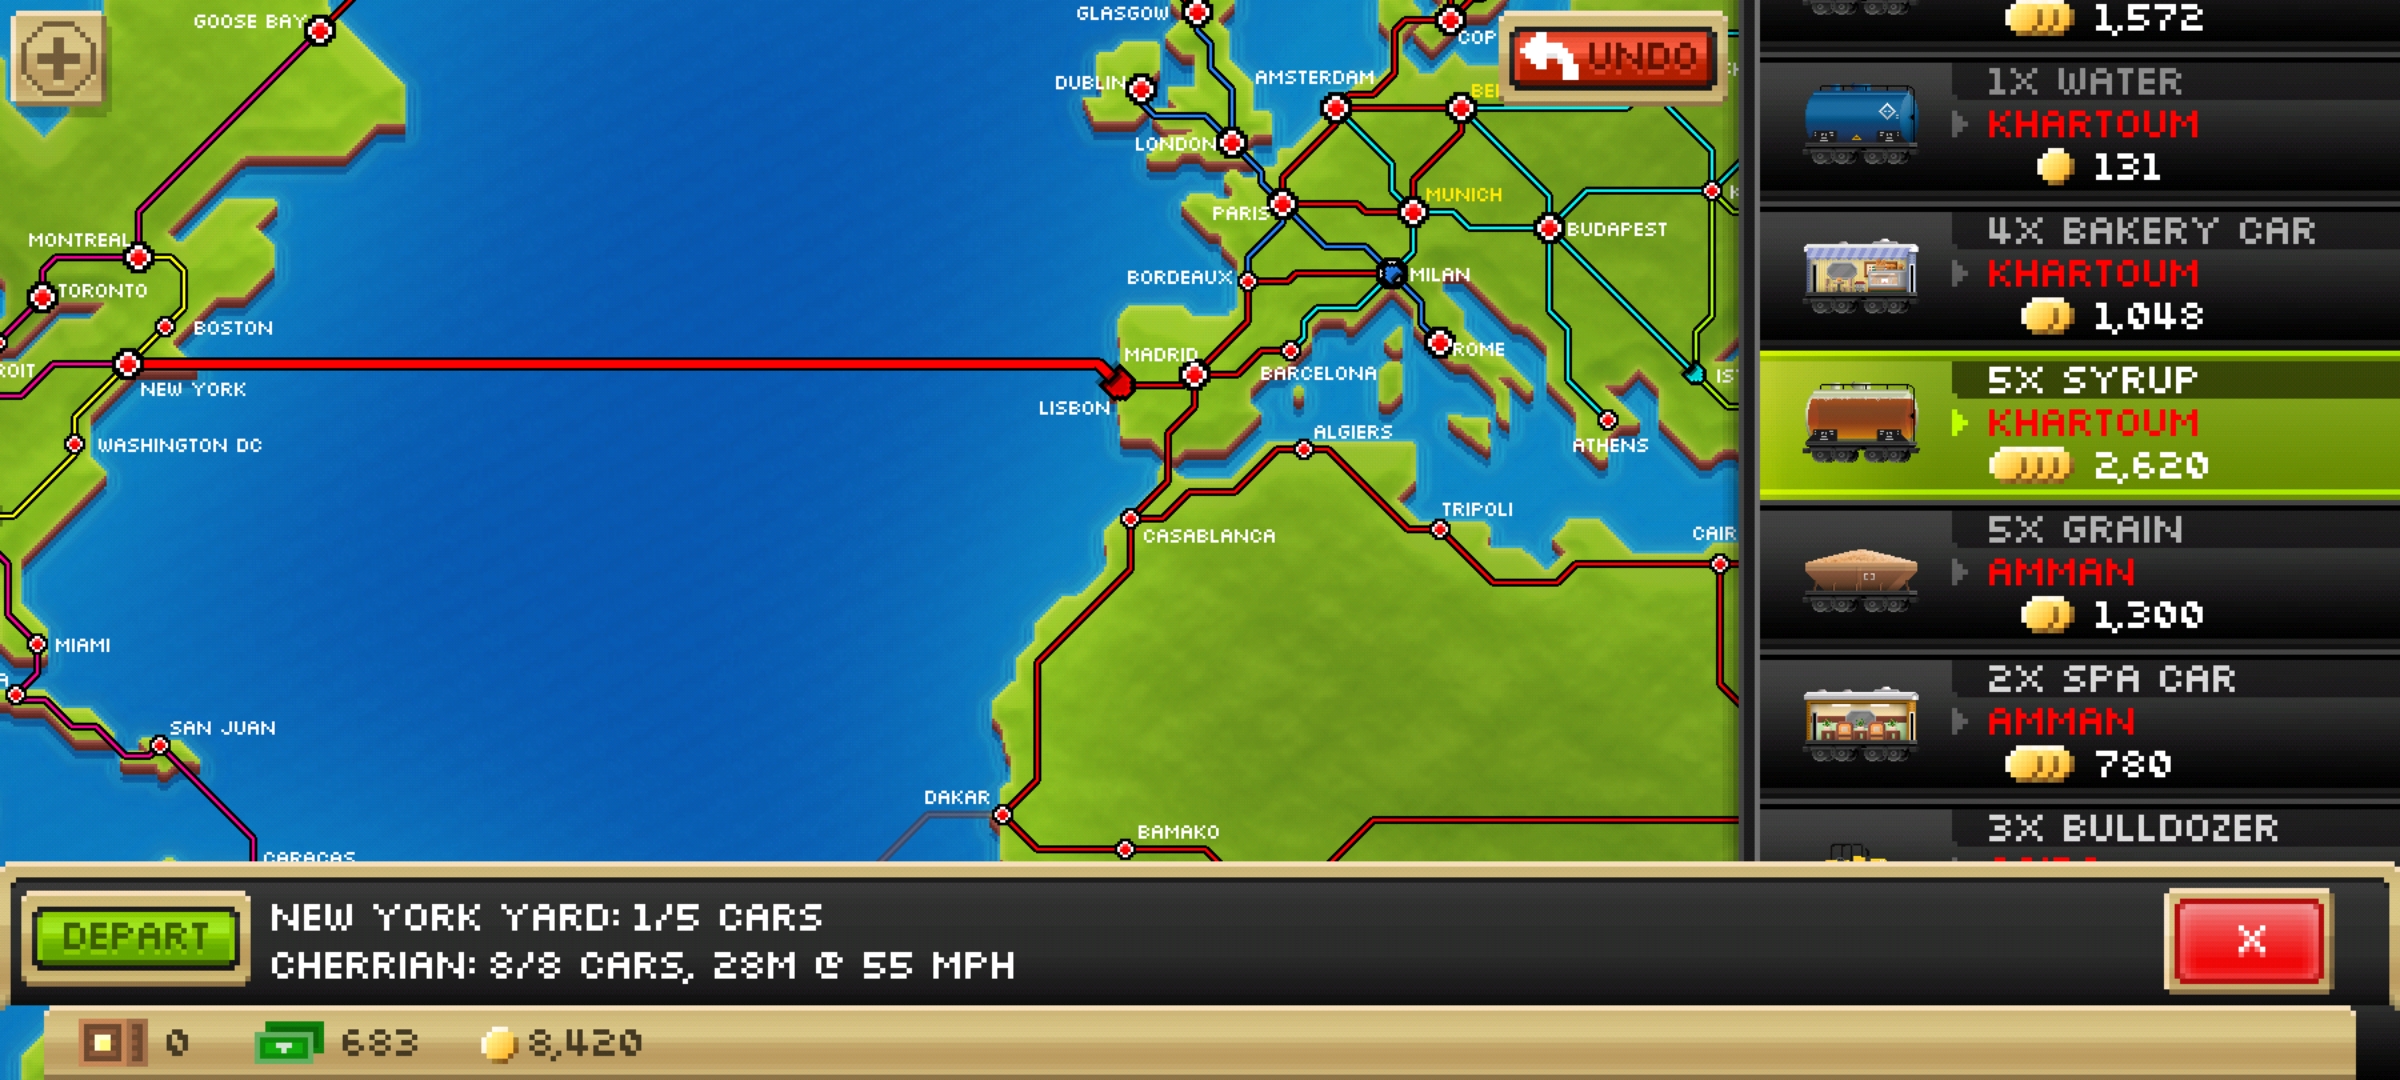 GOOSE BAY
GLASGOW
COP
UNDO
DUBLIN
AMSTERDAM
LONDON
MUNICH
PARIS
BUDAPEST
MONTREAL
TORONTO
BORDEAUX
MILAN
BOSTON
ROME
MADRID
BARCELONA
NEW YORK
LISBON
ATHENS
WASHINGTON DC
ALGIERS
TRIPOLI
CASABLANCA
CAIR
MIAMI
SAN JUAN
DAKAR
BAMAKO
CARACAS
1,572
1X WATER
KHARTOUM
131
4X BAKERY CAR
KHARTOUM
1,048
5X SYRUP
KHARTOUM
2,620
5X GRAIN
AMMAN
1,300
2X SPA CAR
AMMAN
780
3X BULLDOZER
DEPART
NEW YORK YARD: 1/5 CARS
CHERRIAN: 8/8 CARS, 28M @ 55 MPH
X
0
683
8,420